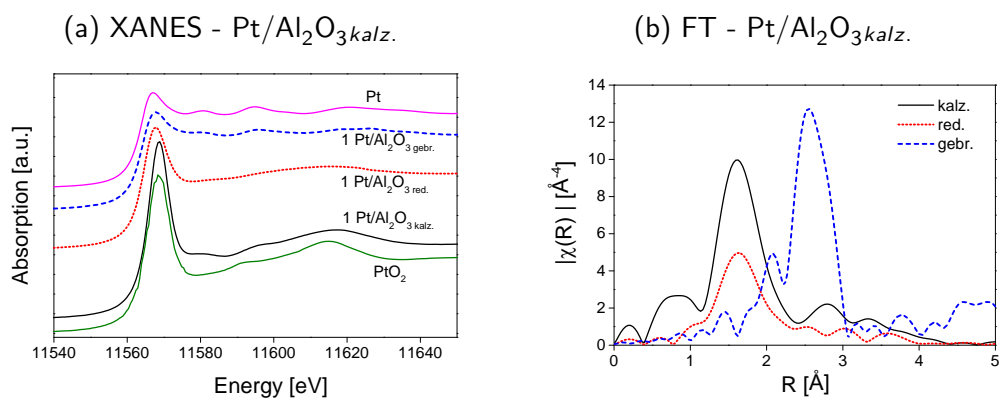 (a) XANES - Pt/Al₂O₃kalz.
(b) FT - Pt/Al₂O₃kalz.
Absorption [a.u.]
Pt
1 Pt/Al₂O₃ gebr.
1 Pt/Al₂O₃ red.
1 Pt/Al₂O₃ kalz.
PtO₂
11540 11560 11580 11600 11620 11640
Energy [eV]
|χ(R) | [Å⁻⁴]
14
12
10
8
6
4
2
0
kalz.
red.
gebr.
0 1 2 3 4 5
R [Å]